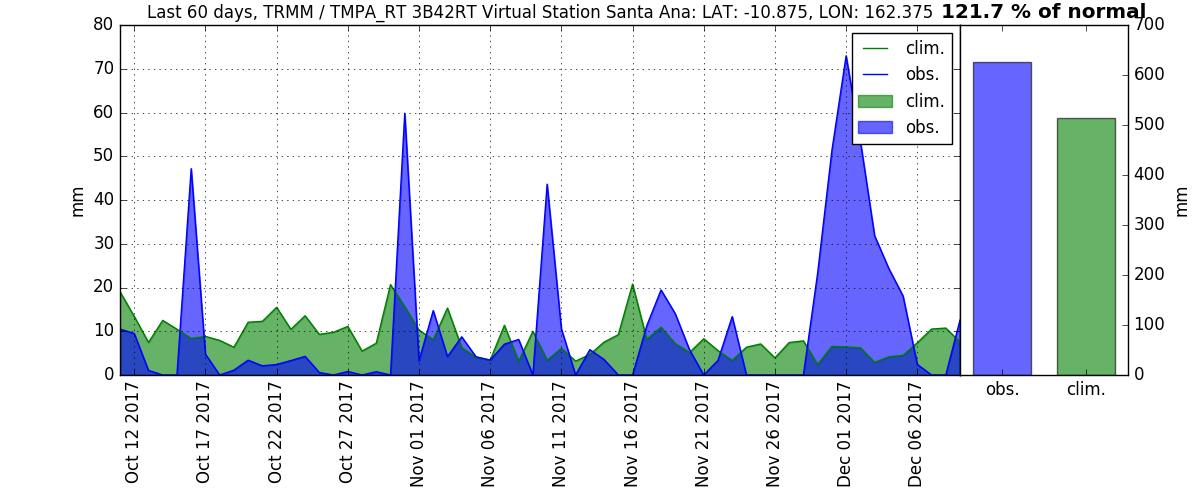 Last 60 days, TRMM / TMPA_RT 3B42RT Virtual Station Santa Ana: LAT: -10.875, LON: 162.375 121.7 % of normal
80
70
60
50
40
30
20
10
0
mm
clim.
obs.
clim.
obs.
700
600
500
400
300
200
100
0
mm
obs.
clim.
Oct 12 2017
Oct 17 2017
Oct 22 2017
Oct 27 2017
Nov 01 2017
Nov 06 2017
Nov 11 2017
Nov 16 2017
Nov 21 2017
Nov 26 2017
Dec 01 2017
Dec 06 2017